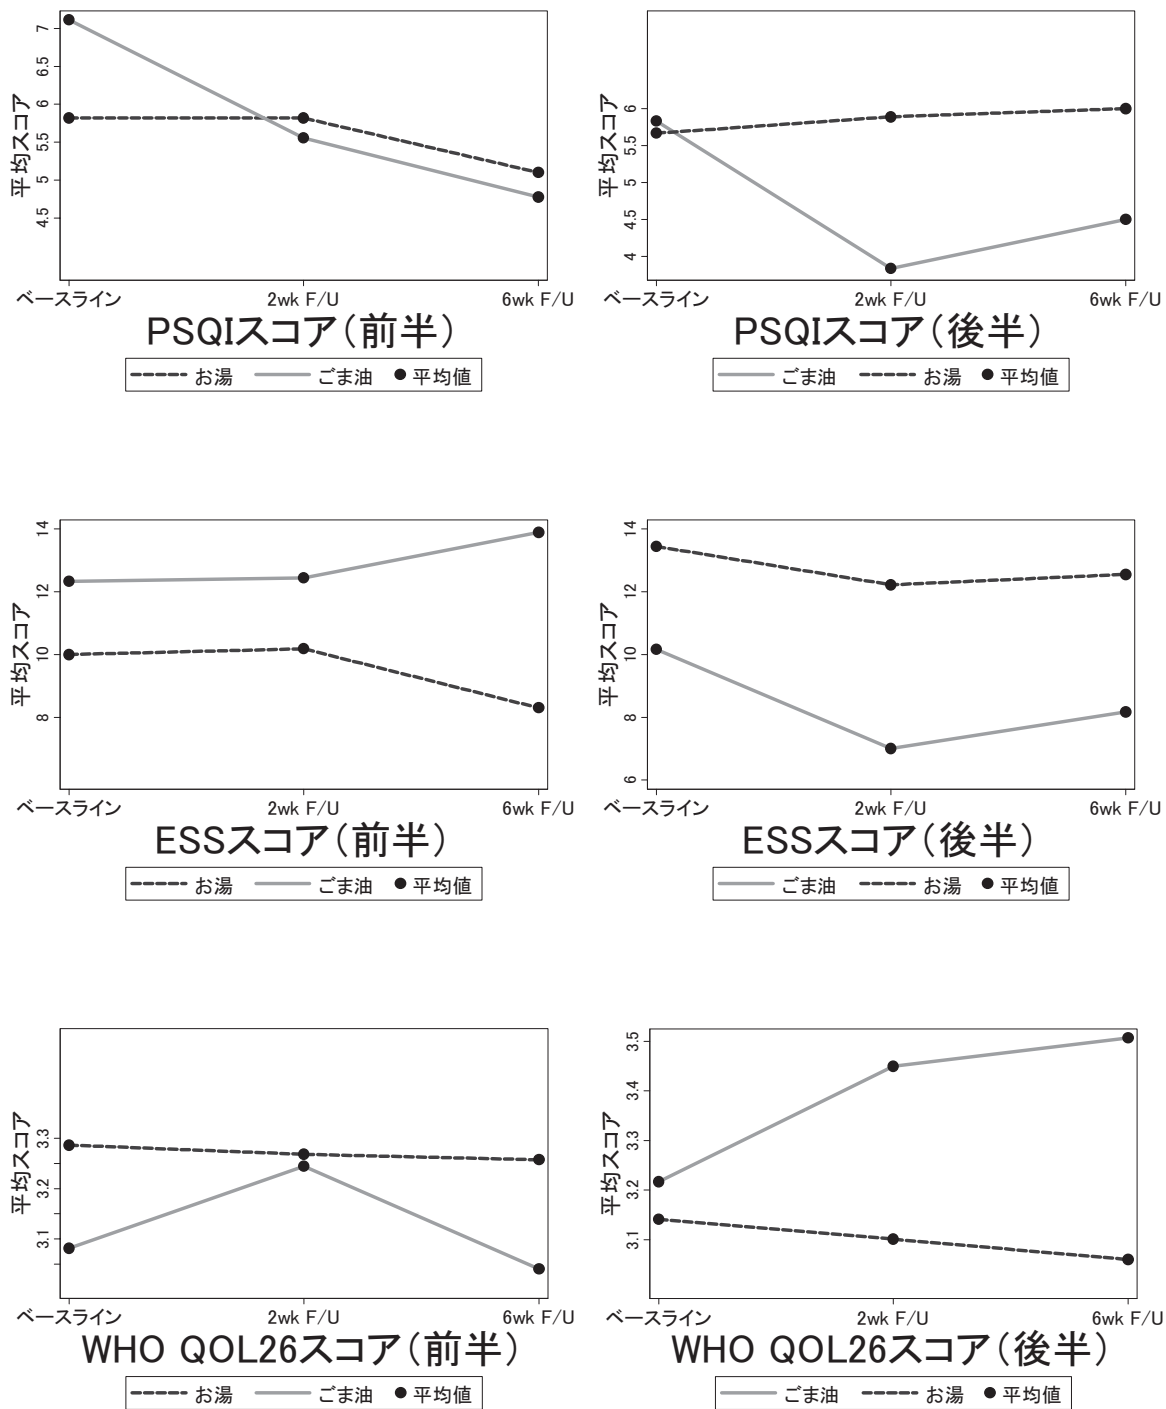 平均スコア
7
6.5
6
5.5
5
4.5
ベースライン 2wk F/U 6wk F/U
PSQIスコア（前半）
お湯 ごま油 平均値
平均スコア
6
5.5
5
4.5
4
ベースライン 2wk F/U 6wk F/U
PSQIスコア（後半）
ごま油 お湯 平均値
平均スコア
14
12
10
8
ベースライン 2wk F/U 6wk F/U
ESSスコア（前半）
お湯 ごま油 平均値
平均スコア
14
12
10
8
6
ベースライン 2wk F/U 6wk F/U
ESSスコア（後半）
ごま油 お湯 平均値
平均スコア
3.3
3.2
3.1
ベースライン 2wk F/U 6wk F/U
WHO QOL26スコア（前半）
お湯 ごま油 平均値
平均スコア
3.5
3.4
3.3
3.2
3.1
ベースライン 2wk F/U 6wk F/U
WHO QOL26スコア（後半）
ごま油 お湯 平均値